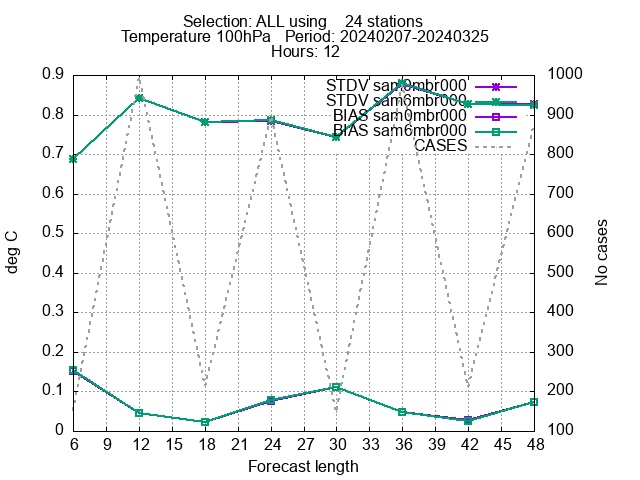 Selection: ALL using 24 stations
Temperature 100hPa Period: 20240207-20240325
Hours: 12
STDV sam0mbr000
STDV sam6mbr000
BIAS sam0mbr000
BIAS sam6mbr000
CASES
deg C
0.9
0.8
0.7
0.6
0.5
0.4
0.3
0.2
0.1
0
1000
900
800
700
600
500
400
300
200
100
No cases
6 9 12 15 18 21 24 27 30 33 36 39 42 45 48
Forecast length